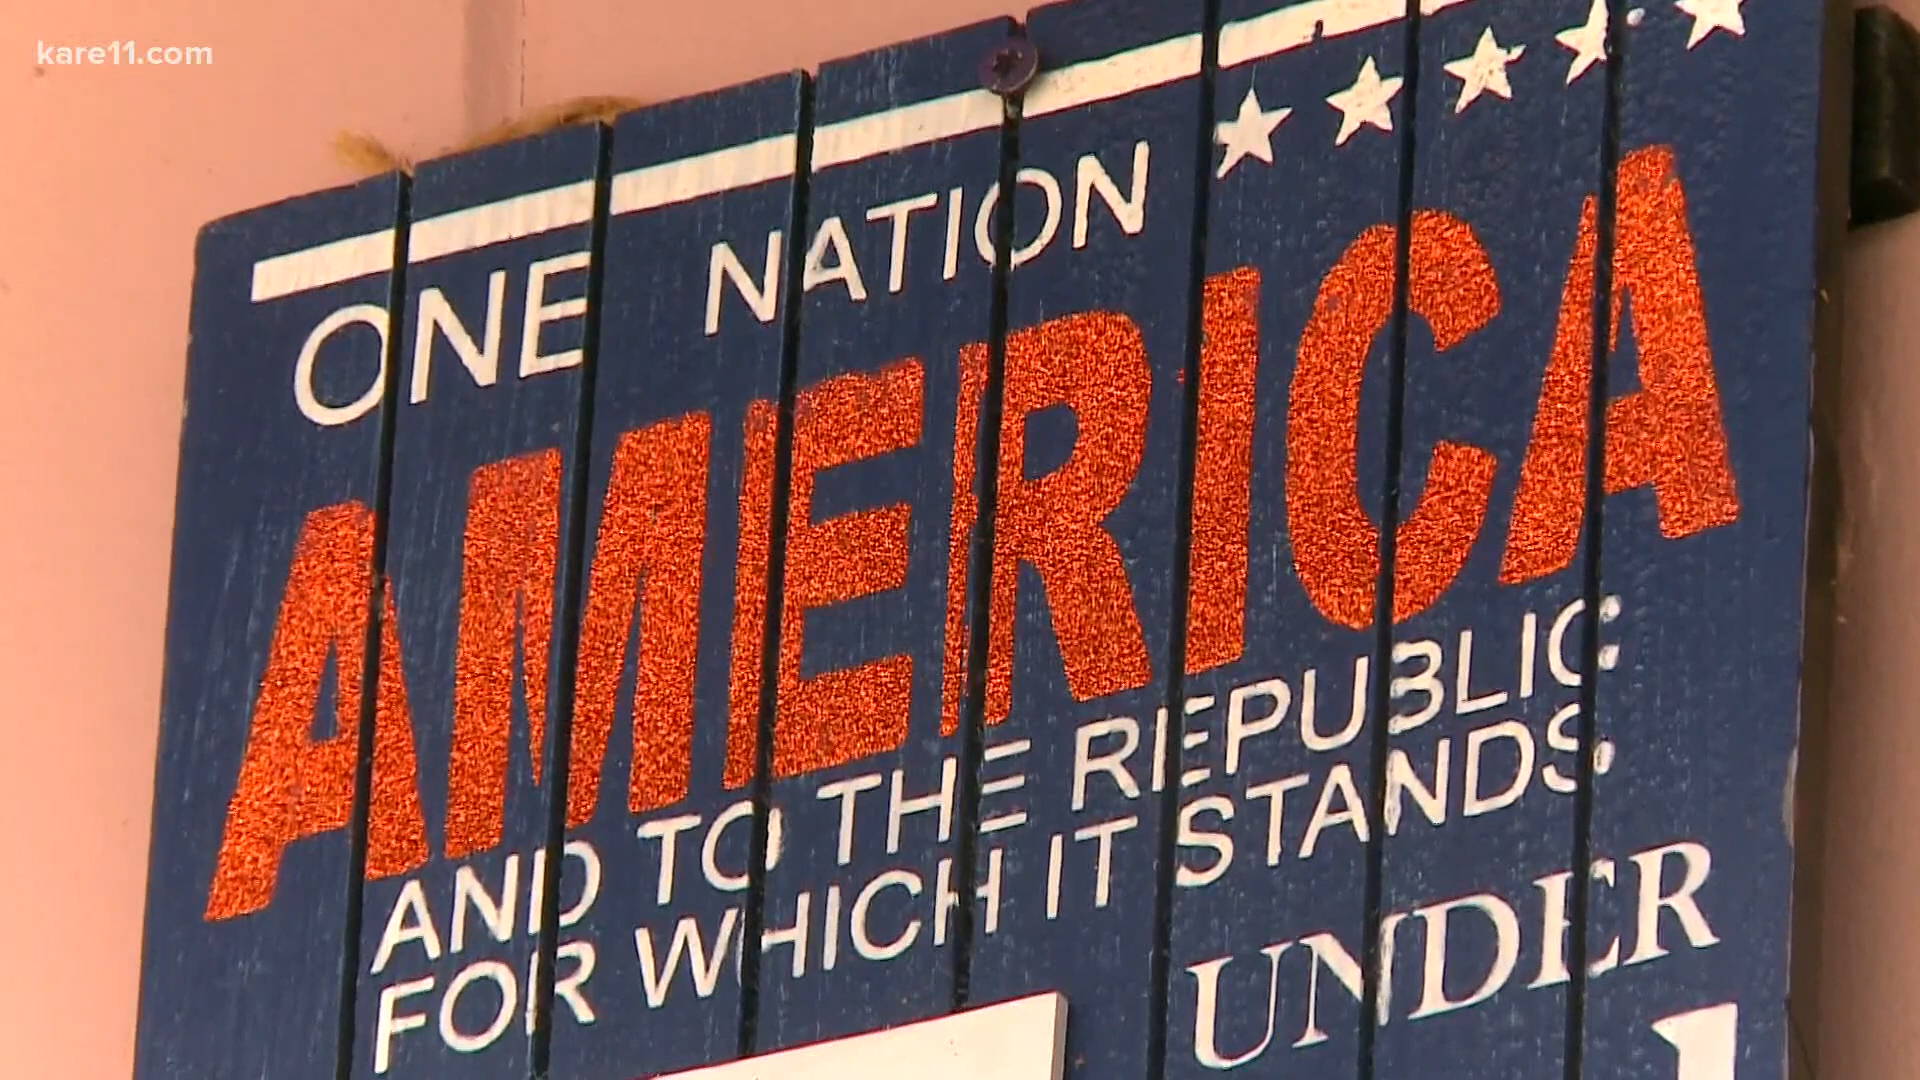 kare11.com
ONE NATION
AMERICA
AND TO THE REPUBLIC
FOR WHICH IT STANDS
UNDER